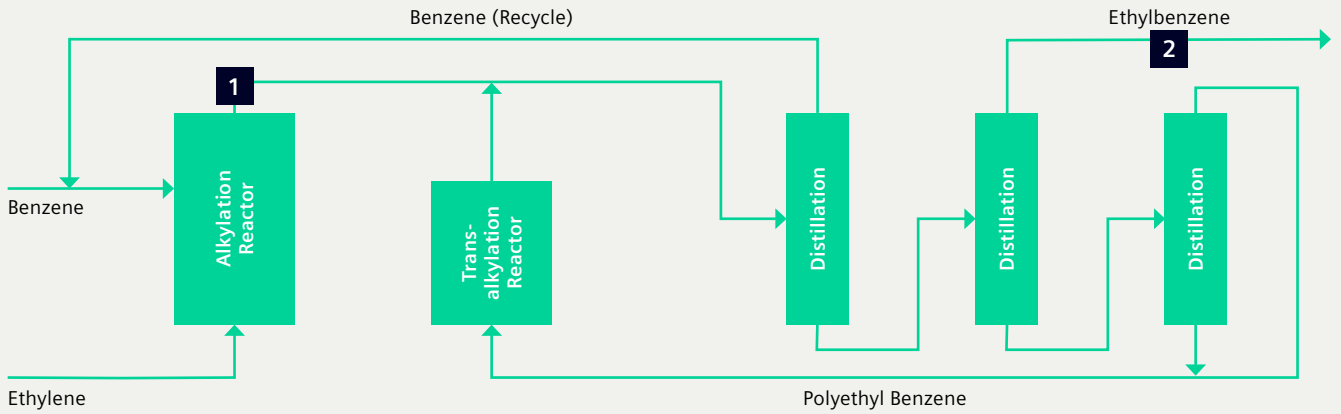 Benzene (Recycle)
Ethylbenzene
1
2
Benzene
Alkylation
Reactor
Trans-
alkylation
Reactor
Distillation
Distillation
Distillation
Ethylene
Polyethyl Benzene